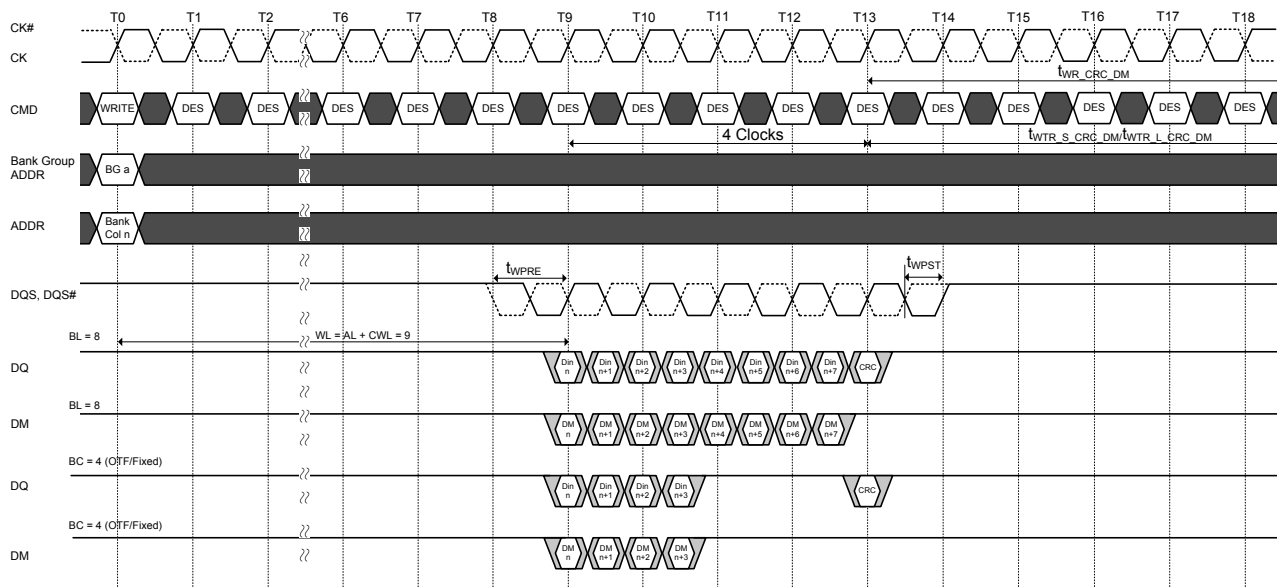 T0 T1 T2 T6 T7 T8 T9 T10 T11 T12 T13 T14 T15 T16 T17 T18
CK#
CK
tWR_CRC_DM
CMD WRITE DES DES DES DES DES DES DES DES DES DES DES DES DES DES DES
4 Clocks tWTR_S_CRC_DM/tWTR_L_CRC_DM
Bank Group
ADDR
BG a
ADDR
Bank
Col n
tWPRE tWPST
DQS, DQS#
BL = 8 WL = AL + CWL = 9
DQ
Din Din Din Din Din Din Din Din CRC
n n+1 n+2 n+3 n+4 n+5 n+6 n+7
BL = 8
DM
DM DM DM DM DM DM DM DM
n n+1 n+2 n+3 n+4 n+5 n+6 n+7
BC = 4 (OTF/Fixed)
DQ
Din Din Din Din CRC
n n+1 n+2 n+3
BC = 4 (OTF/Fixed)
DM
DM DM DM DM
n n+1 n+2 n+3